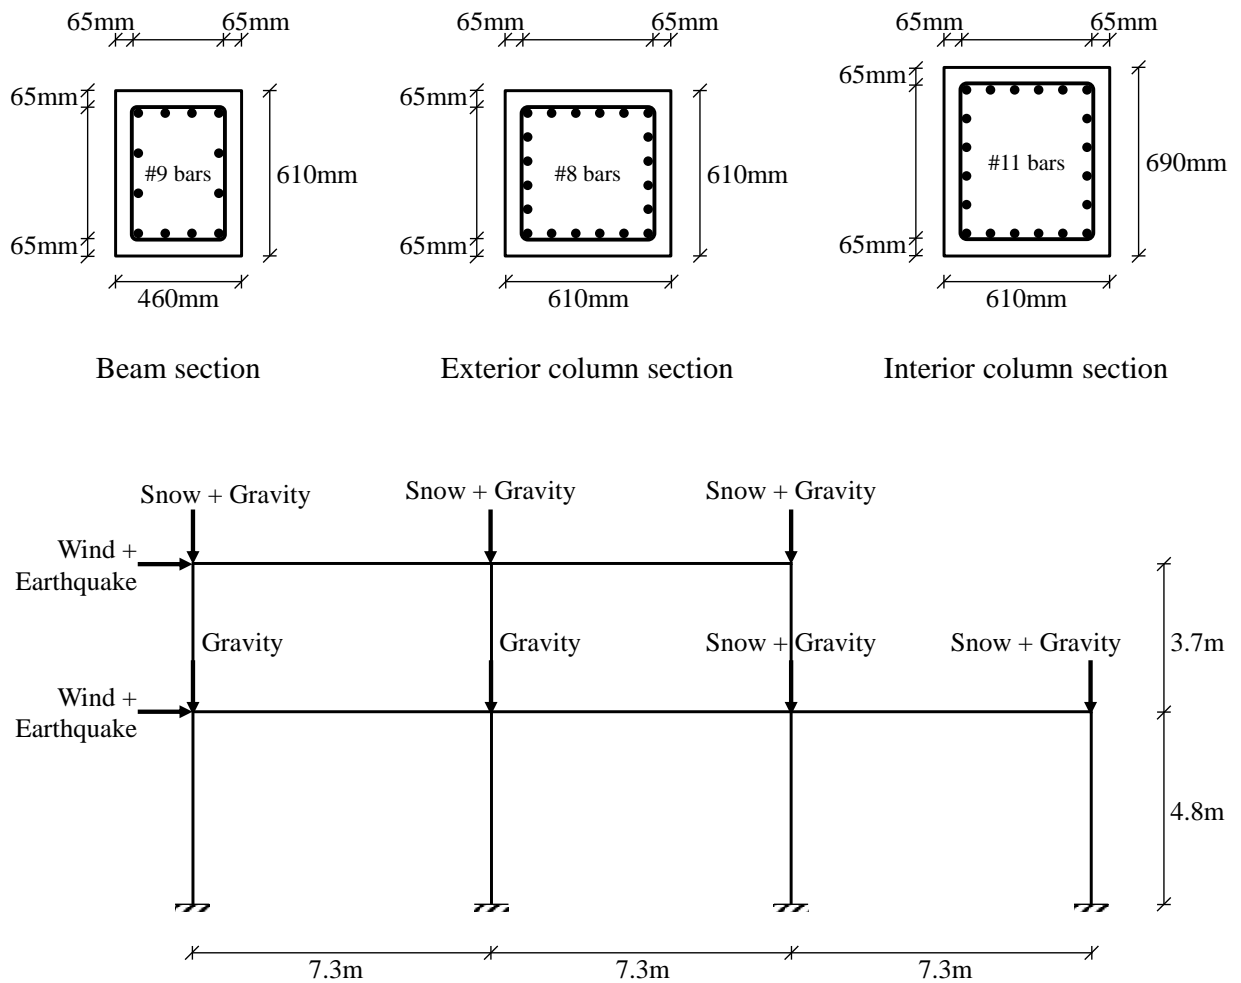 65mm 65mm
65mm
#9 bars
610mm
65mm
460mm
Beam section
65mm 65mm
65mm
#8 bars
610mm
65mm
610mm
Exterior column section
65mm 65mm
65mm
#11 bars
690mm
65mm
610mm
Interior column section
Snow + Gravity
Snow + Gravity
Snow + Gravity
Wind +
Earthquake
Gravity
Gravity
Snow + Gravity
Snow + Gravity
3.7m
Wind +
Earthquake
4.8m
7.3m
7.3m
7.3m